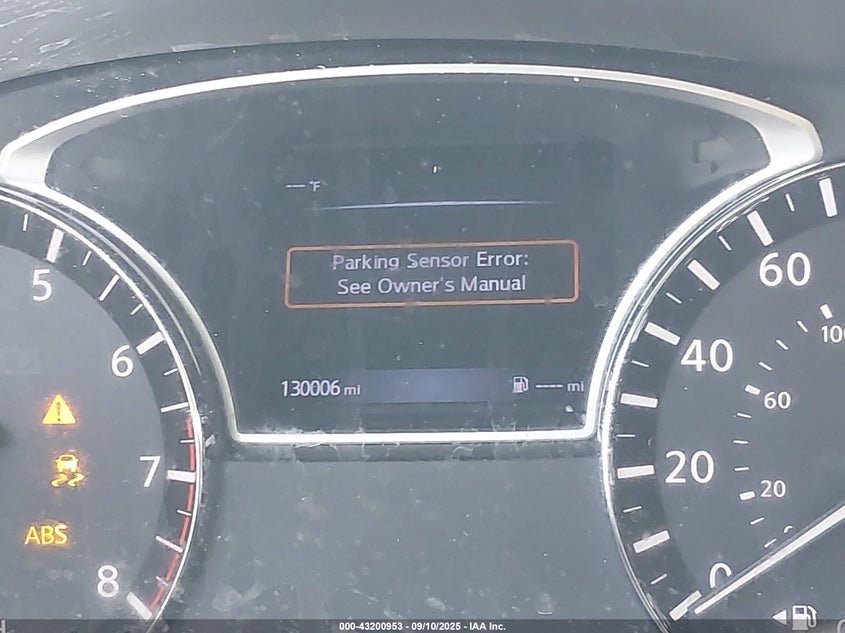 --- °F
Parking Sensor Error:
See Owner's Manual
130006 mi
---- mi
5
6
7
8
ABS
60
40
20
0
100
60
20
0
000-43200953 - 09/10/2025 - IAA Inc.